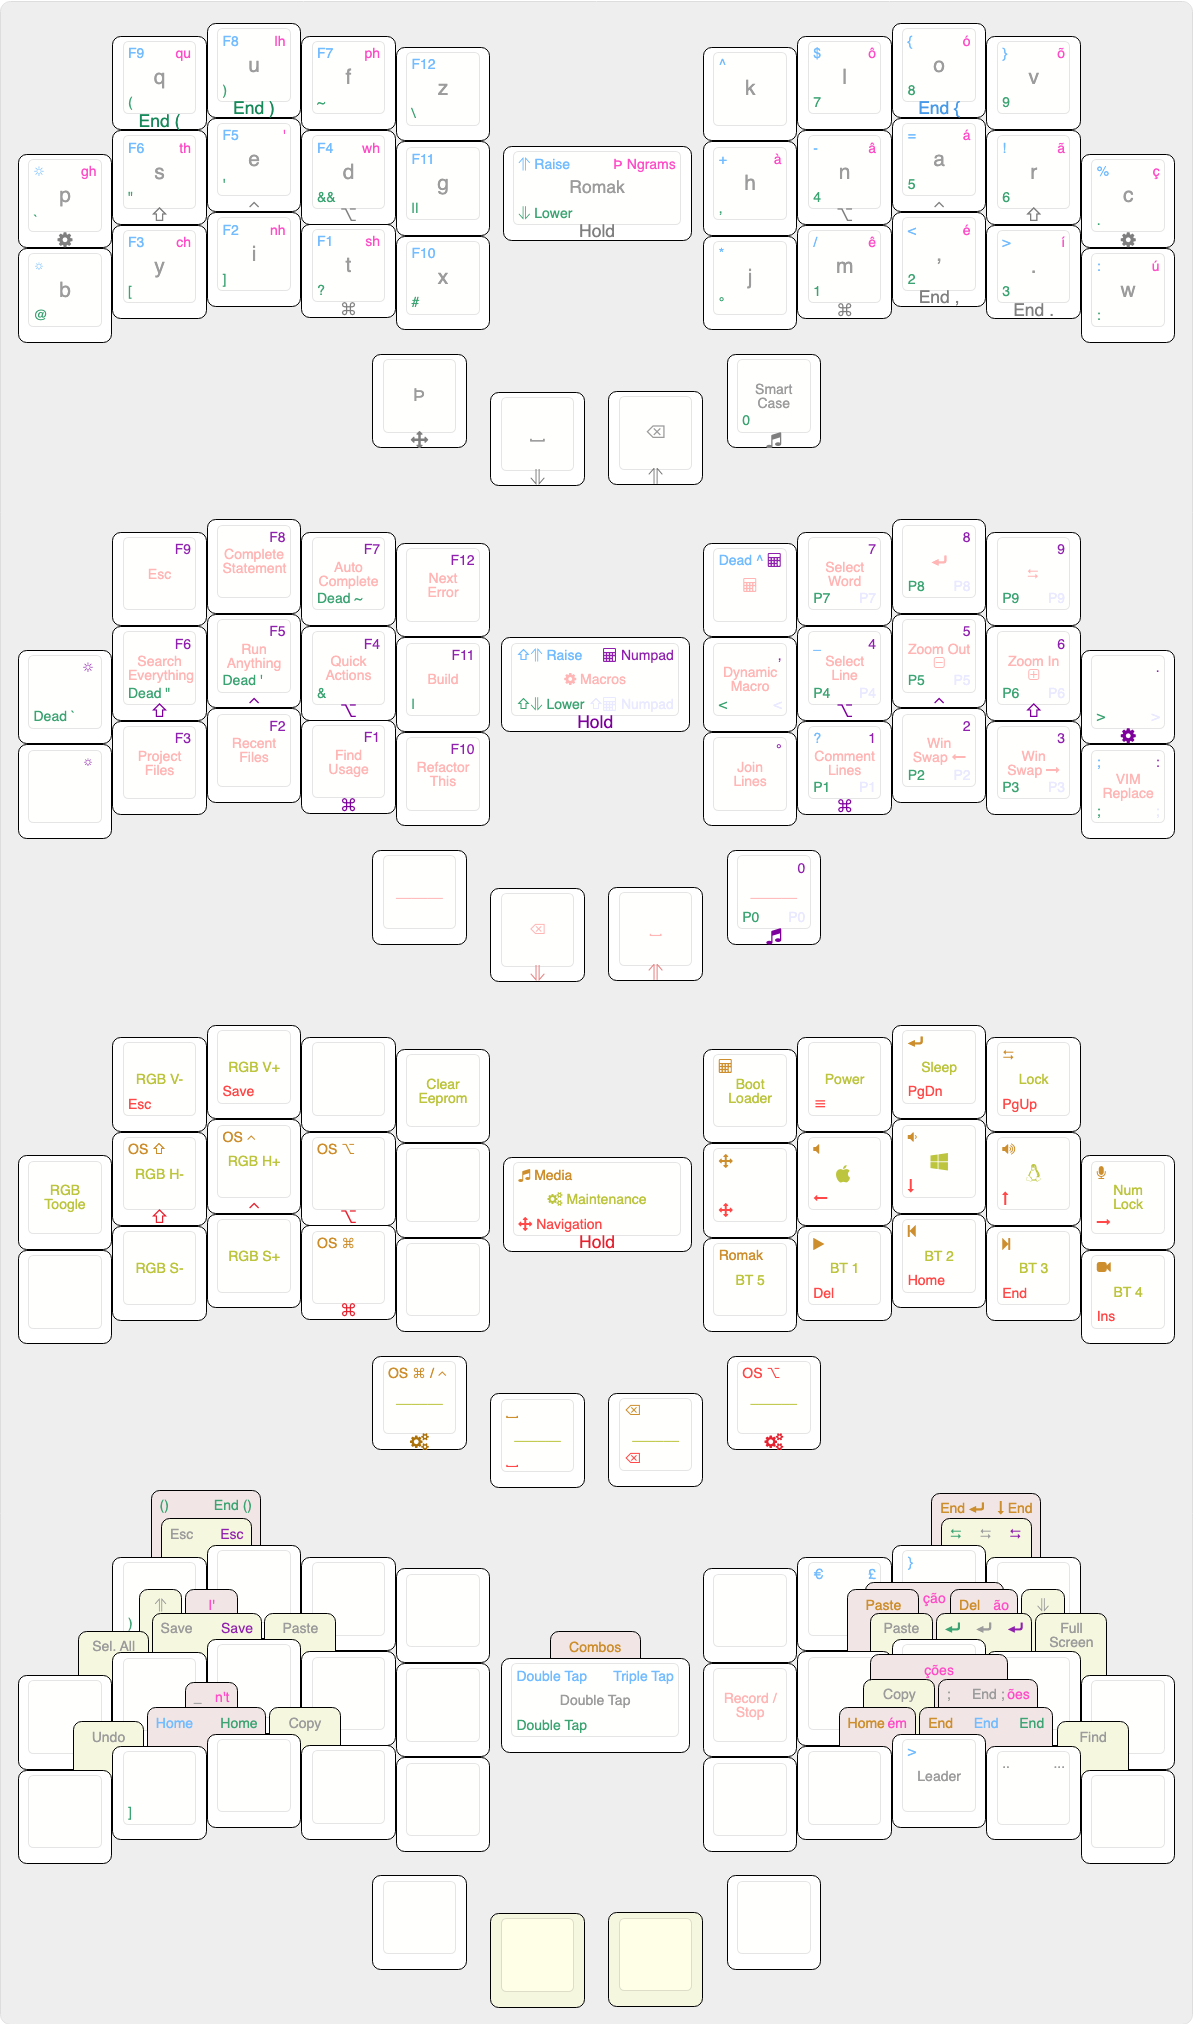 F9 qu
q
(
End (
F8 lh
u
)
End )
F7 ph
f
~
F12
z
\
^
k
$ ô
l
7
{ ó
o
8
End {
} õ
v
9
gh
p
`
F6 th
s
"
⇧
F5 '
e
'
^
F4 wh
d
&&
⌥
F11
g
||
⇑ Raise Þ Ngrams
Romak
⇓ Lower
Hold
+ à
h
,
- â
n
4
⌥
= á
a
5
^
! ã
r
6
⇧
% ç
c
.
b
@
F3 ch
y
[
F2 nh
i
]
F1 sh
t
?
⌘
F10
x
#
*
j
°
/ ê
m
1
⌘
< é
,
2
End ,
> í
.
3
End .
: ú
w
:
Þ
⇓
⌫
⇑
Smart
Case
0
F9
Esc
F8
Complete
Statement
F7
Auto
Complete
Dead ~
F12
Next
Error
Dead ^
7
Select
Word
P7 P7
8
P8 P8
9
P9 P9
Dead `
F6
Search
Everything
Dead "
⇧
F5
Run
Anything
Dead '
^
F4
Quick
Actions
&
⌥
F11
Build
|
⇧⇑ Raise Numpad
Macros
⇧⇓ Lower ⇧ Numpad
Hold
,
Dynamic
Macro
< <
_ 4
Select
Line
P4 P4
⌥
5
Zoom Out
P5 P5
^
6
Zoom In
P6 P6
⇧
.
> >
F3
Project
Files
F2
Recent
Files
F1
Find
Usage
⌘
F10
Refactor
This
°
Join
Lines
? 1
Comment
Lines
P1 P1
⌘
2
Win
Swap ←
P2 P2
3
Win
Swap →
P3 P3
; :
VIM
Replace
; ;
⌫
⇓
⇑
0
P0 P0
RGB V-
Esc
RGB V+
Save
Clear
Eeprom
Boot
Loader
Power
≡
Sleep
PgDn
Lock
PgUp
RGB
Toogle
OS ⇧
RGB H-
⇧
OS ^
RGB H+
^
OS ⌥
⌥
Media
Maintenance
Navigation
Hold
←
↓
↑
Num
Lock
→
RGB S-
RGB S+
OS ⌘
⌘
Romak
BT 5
BT 1
Del
BT 2
Home
BT 3
End
BT 4
Ins
OS ⌘ / ^
⌫
⌫
OS ⌥
() End ()
Esc Esc
)
⇑ l'
Save Save Paste
Sel. All
_ n't
Home Home Copy
Undo
]
Combos
Double Tap Triple Tap
Double Tap
Double Tap
End ↵ ↓ End
€ £
}
ção
Paste Del ão ⇓
Paste
Full
Screen
ções
Record /
Stop
Copy ; End ; ões
Home ém End End End
Find
>
Leader
.. ...